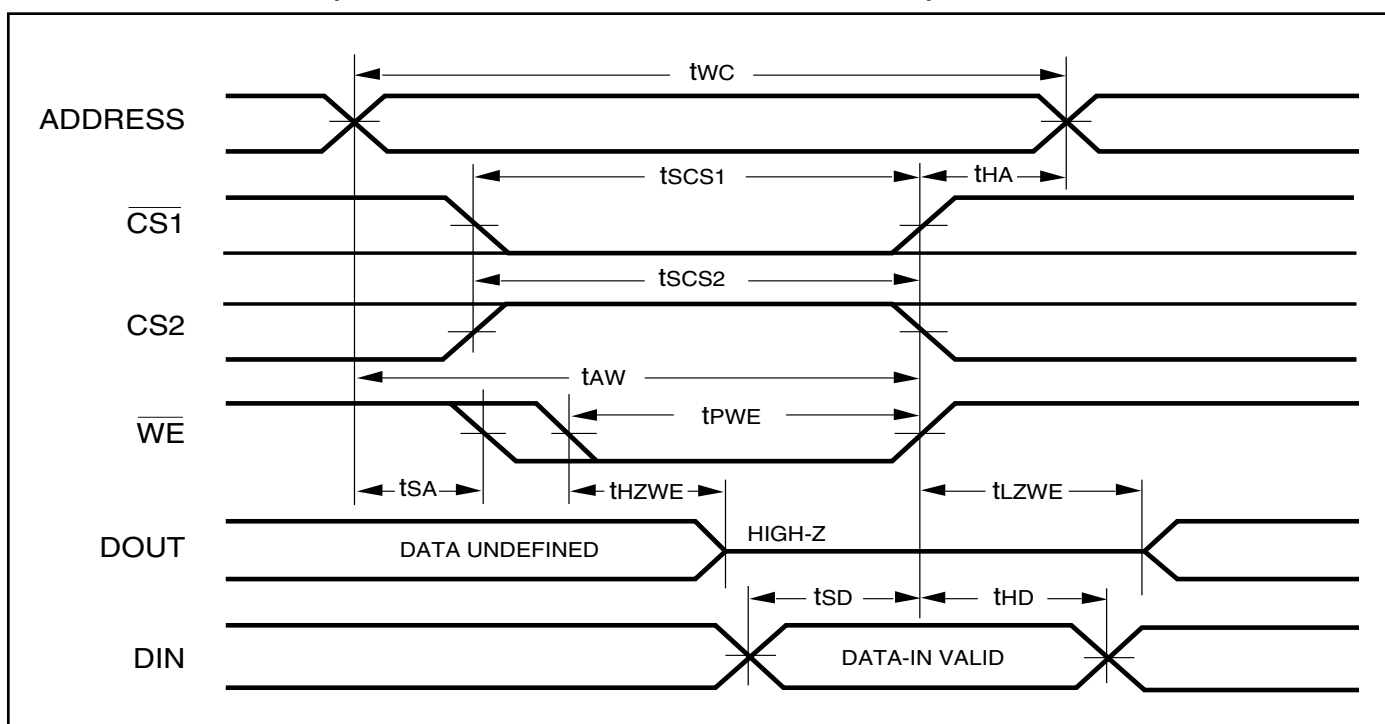 tWC
ADDRESS
tSCS1
tHA
CS1
tSCS2
CS2
tAW
WE
tPWE
tSA
tHZWE
tLZWE
DOUT
DATA UNDEFINED
HIGH-Z
tSD
tHD
DIN
DATA-IN VALID